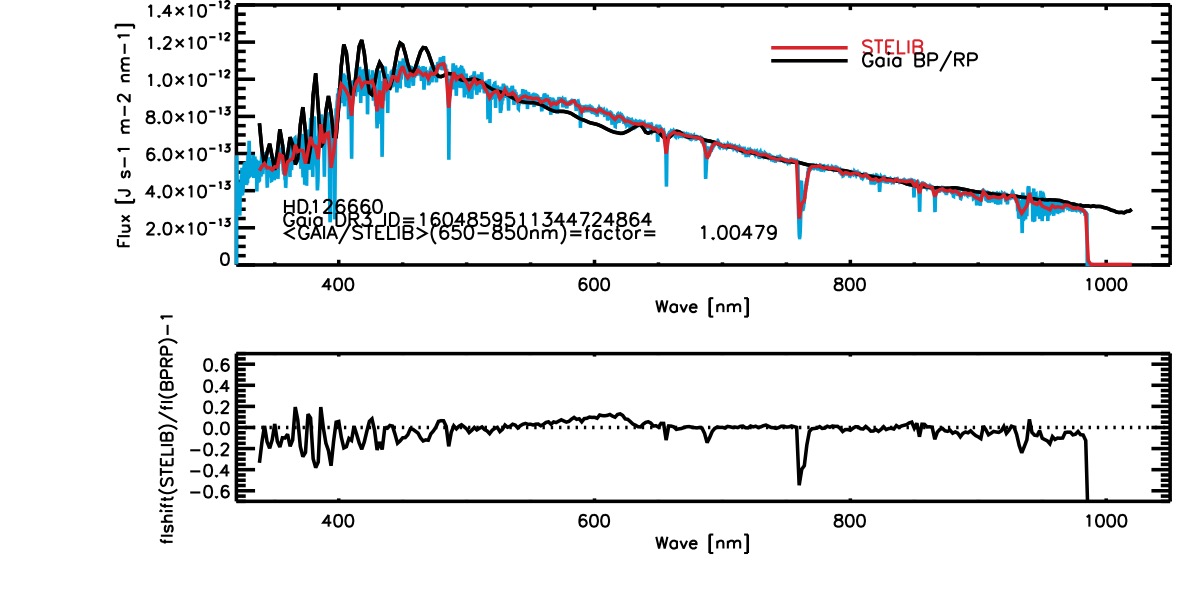 1.4×10−12
1.2×10−12
1.0×10−12
8.0×10−13
6.0×10−13
4.0×10−13
2.0×10−13
0
Flux [J s−1 m−2 nm−1]
STELIB
Gaia BP/RP
HD126660
Gaia DR3 ID=1604859511344724864
<GAIA/STELIB>(650−850nm)=factor= 1.00479
400 600 800 1000
Wave [nm]
0.6
0.4
0.2
0.0
−0.2
−0.4
−0.6
flshift(STELIB)/fl(BPRP)−1
400 600 800 1000
Wave [nm]